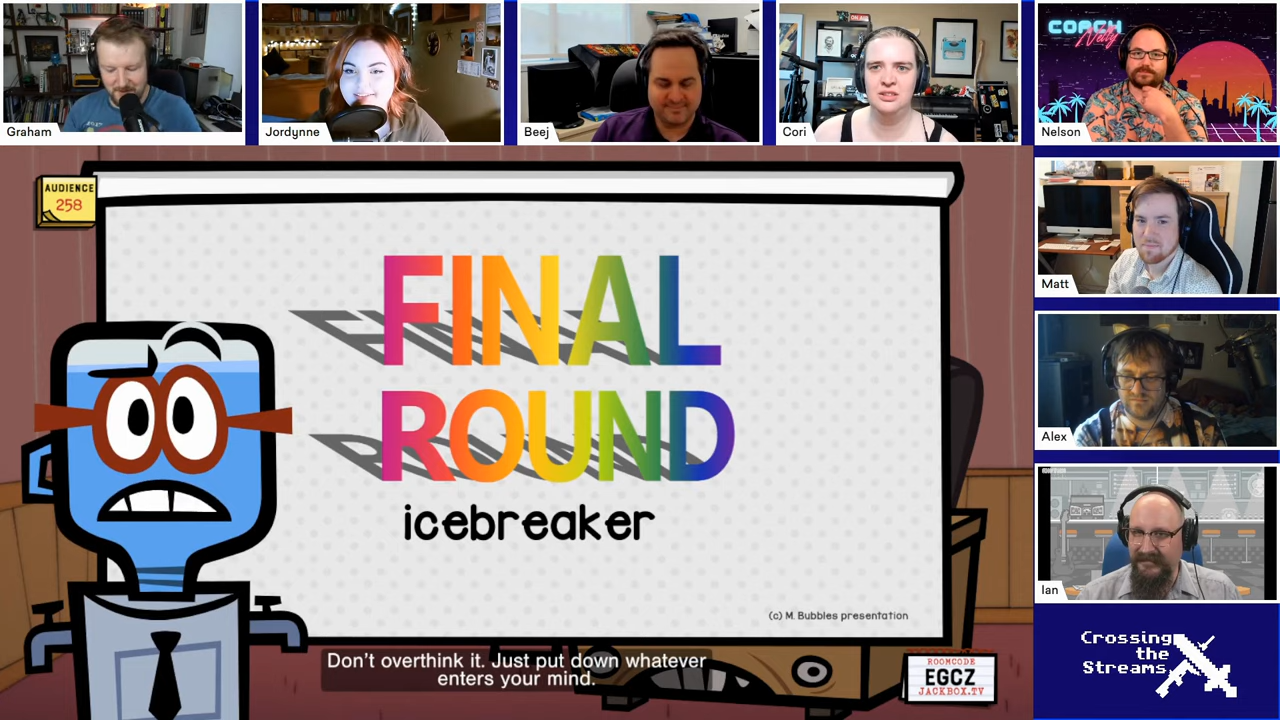 Graham
Jordynne
Beej
Cori
COACH
Nelly
Nelson
AUDIENCE
258
FINAL
ROUND
icebreaker
(c) M. Bubbles presentation
Don't overthink it. Just put down whatever
enters your mind.
ROOMCODE
EGCZ
JACKBOX.TV
Matt
Alex
Ian
Crossing
the
Streams